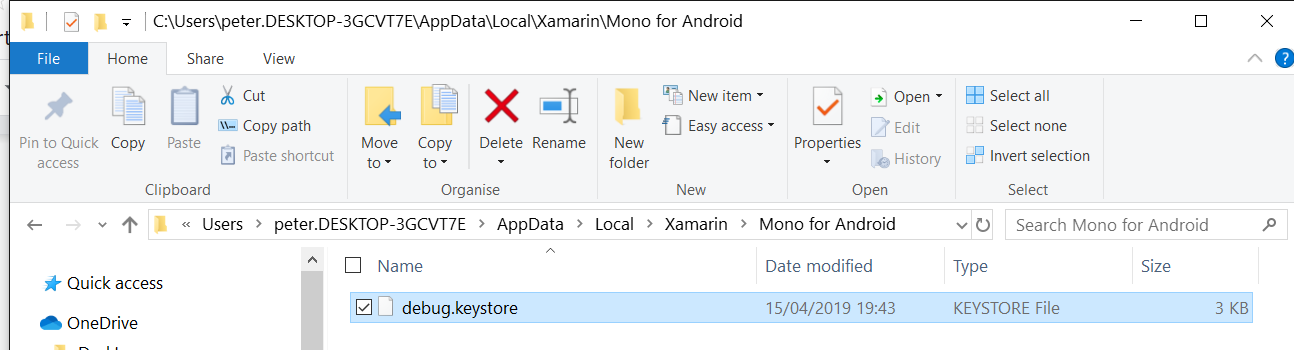 C:\Users\peter.DESKTOP-3GCVT7E\AppData\Local\Xamarin\Mono for Android
File Home Share View
Pin to Quick access
Copy
Paste
Cut
Copy path
Paste shortcut
Clipboard
Move to
Copy to
Delete
Rename
Organise
New folder
New item
Easy access
New
Properties
Open
Edit
History
Open
Select all
Select none
Invert selection
Select
« Users > peter.DESKTOP-3GCVT7E > AppData > Local > Xamarin > Mono for Android
Search Mono for Android
Quick access
OneDrive
Name Date modified Type Size
debug.keystore 15/04/2019 19:43 KEYSTORE File 3 KB